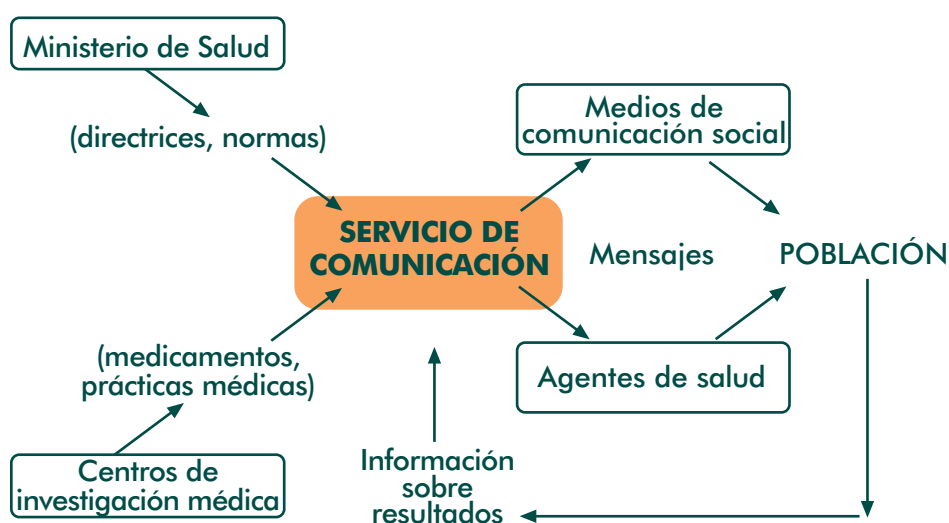 Ministerio de Salud
(directrices, normas)
Medios de
comunicación social
SERVICIO DE
COMUNICACIÓN
Mensajes
POBLACIÓN
(medicamentos,
prácticas médicas)
Agentes de salud
Centros de
investigación médica
Información
sobre
resultados